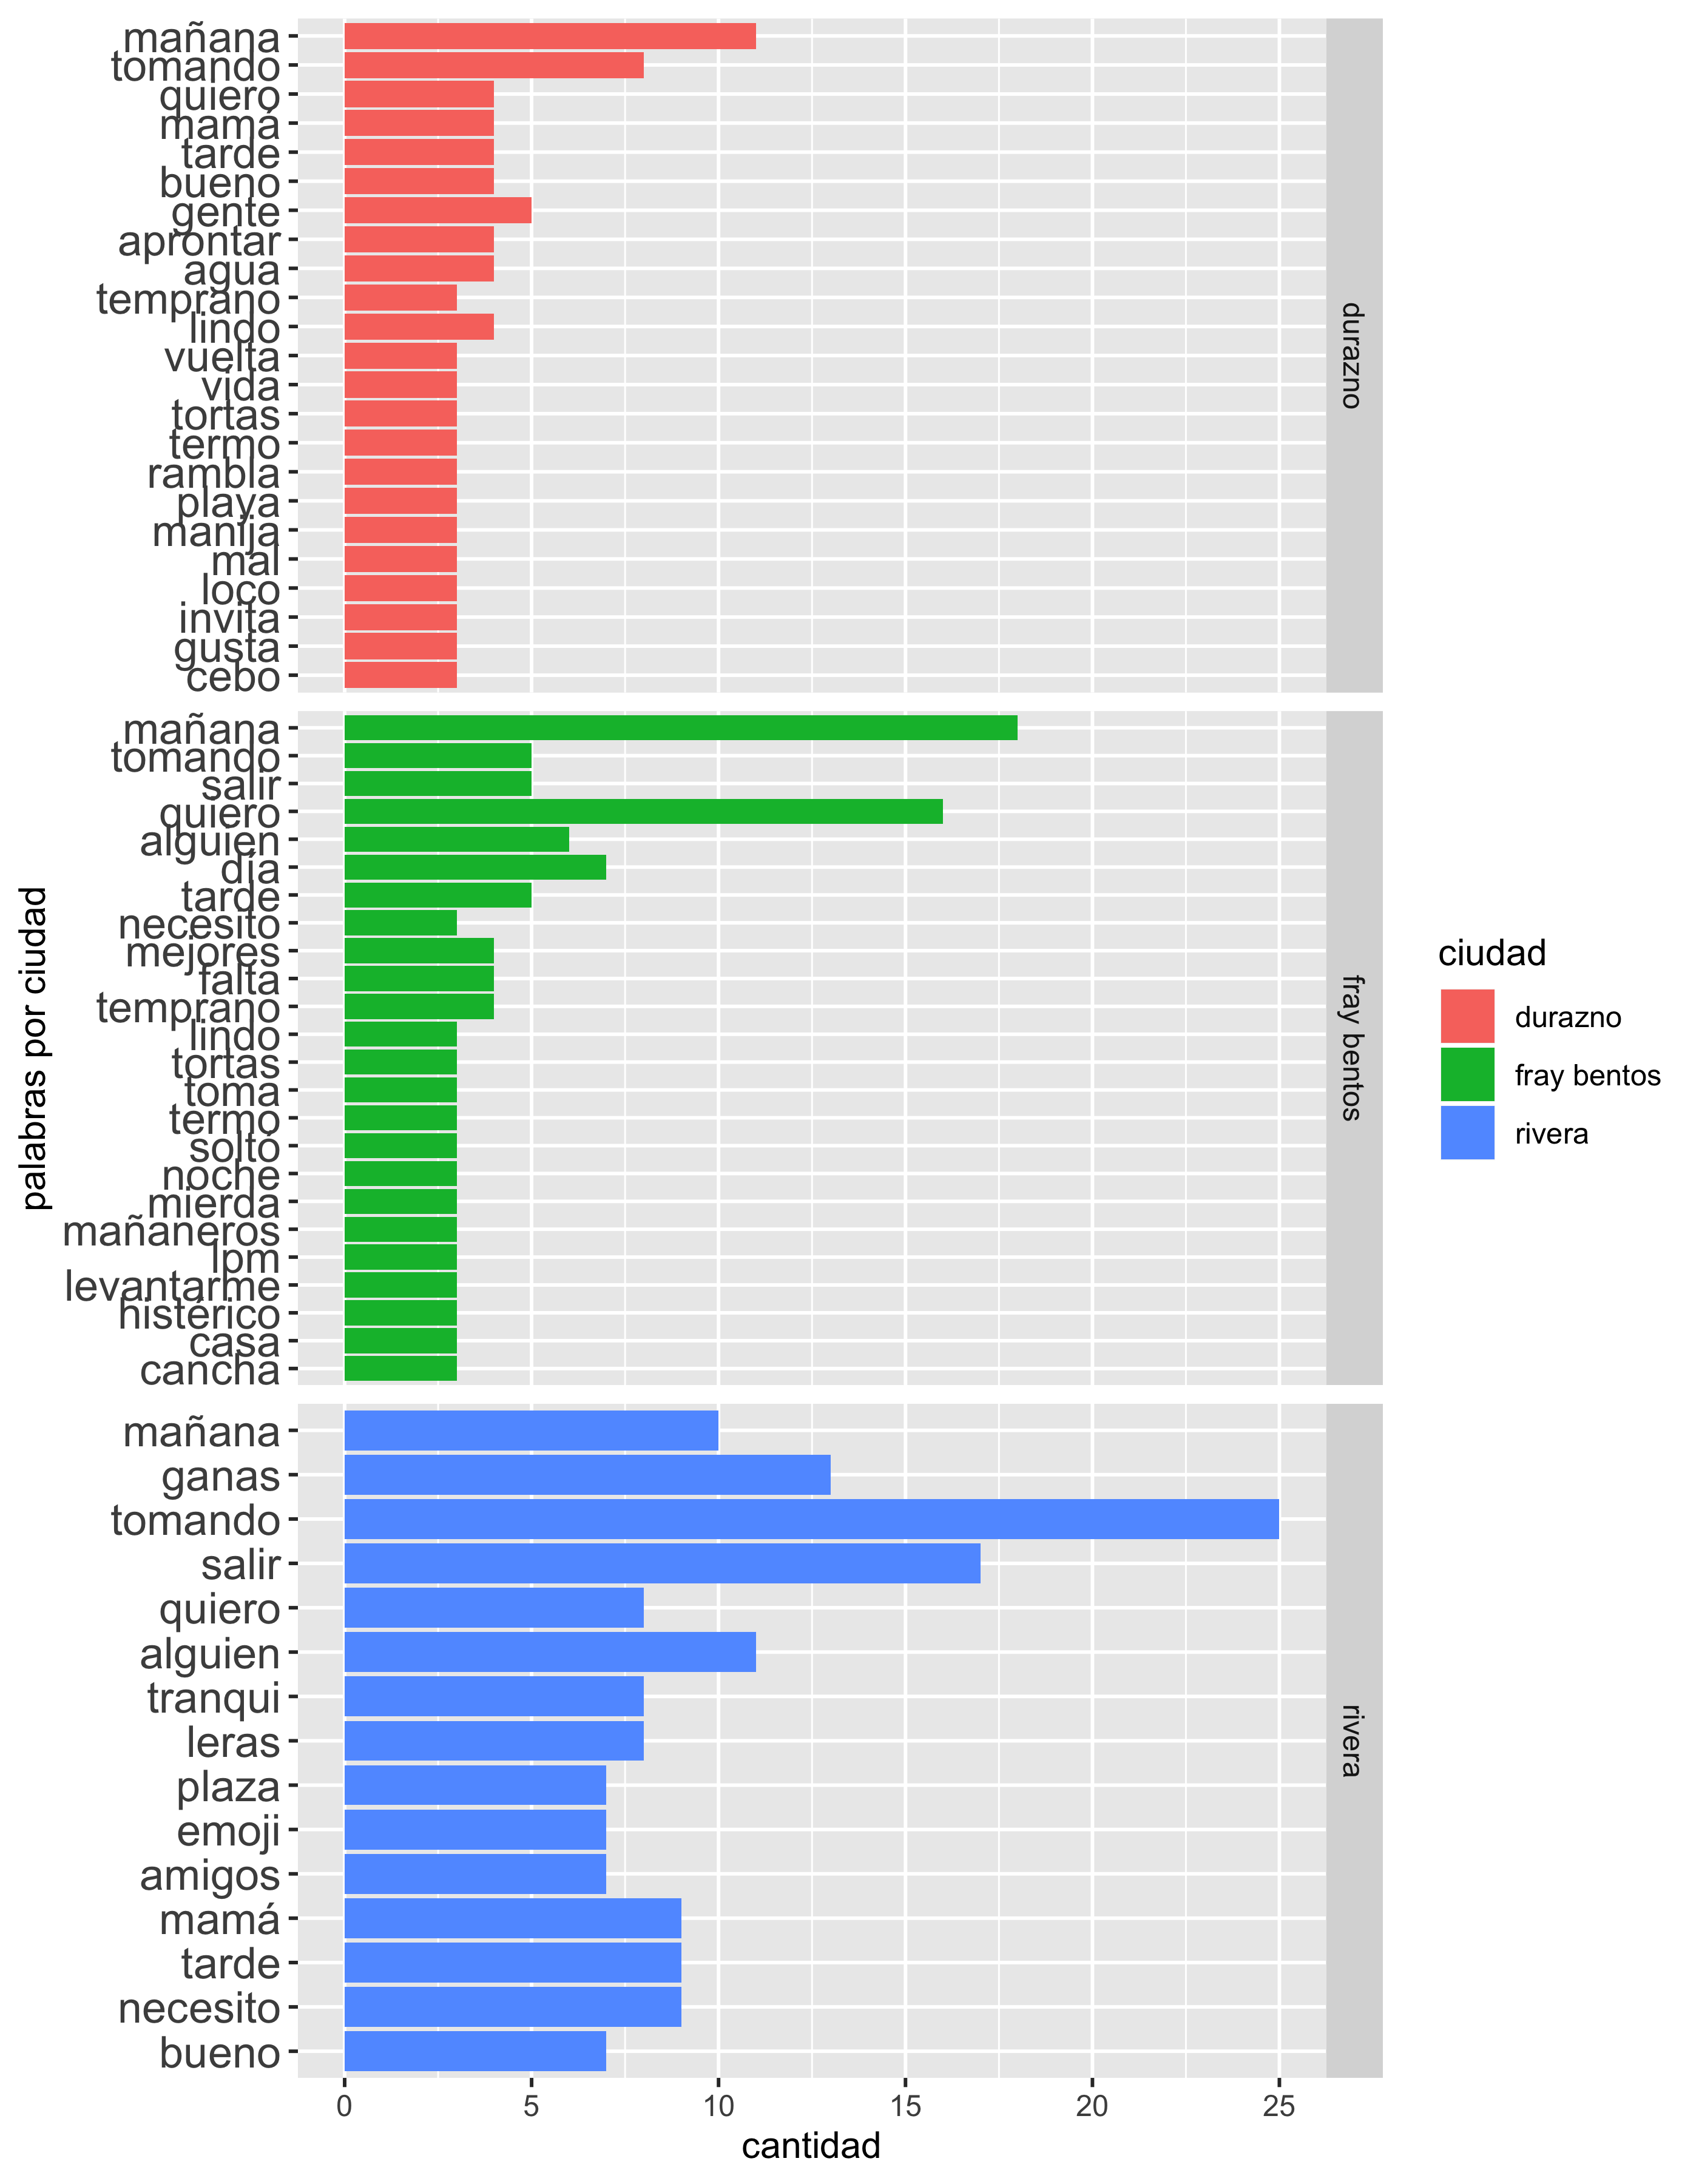 mañana
tomando
quiero
mamá
tarde
bueno
gente
aprontar
agua
temprano
lindo
vuelta
vida
tortas
termo
rambla
playa
manija
mal
loco
invita
gusta
cebo
durazno
mañana
tomando
salir
quiero
alguien
día
tarde
necesito
mejores
falta
temprano
lindo
tortas
toma
termo
soltó
noche
mierda
mañaneros
lpm
levantarme
histérico
casa
cancha
fray bentos
mañana
ganas
tomando
salir
quiero
alguien
tranqui
leras
plaza
emoji
amigos
mamá
tarde
necesito
bueno
rivera
0 5 10 15 20 25
cantidad
palabras por ciudad
ciudad
durazno
fray bentos
rivera